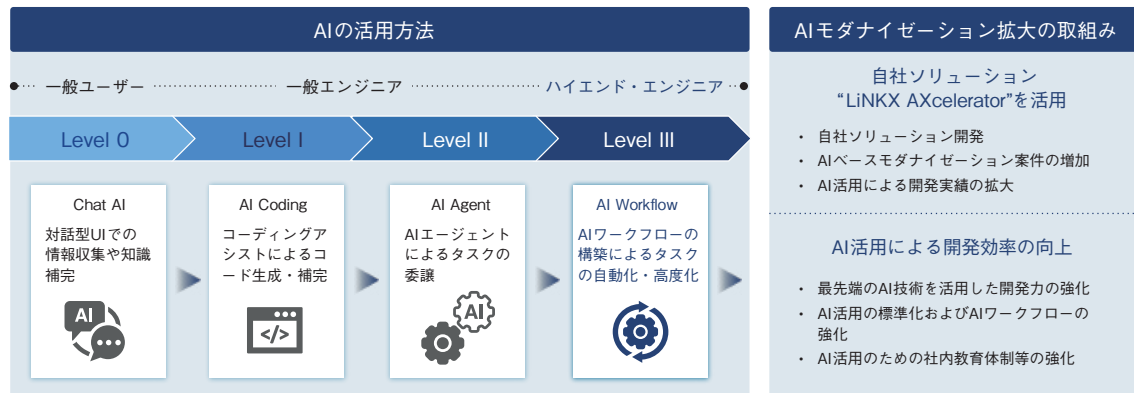 AIの活用方法
一般ユーザー
一般エンジニア
ハイエンド・エンジニア
Level 0
Level I
Level II
Level III
Chat AI
対話型UIでの
情報収集や知識
補完
AI
AI Coding
コーディングア
シストによるコ
ード生成・補完
</>
AI Agent
AIエージェント
によるタスクの
委譲
AI
AI Workflow
AIワークフローの
構築によるタスク
の自動化・高度化
AIモダナイゼーション拡大の取組み
自社ソリューション
“LiNKX AXcelerator”を活用
・ 自社ソリューション開発
・ AIベースモダナイゼーション案件の増加
・ AI活用による開発実績の拡大
AI活用による開発効率の向上
・ 最先端のAI技術を活用した開発力の強化
・ AI活用の標準化およびAIワークフローの
強化
・ AI活用のための社内教育体制等の強化